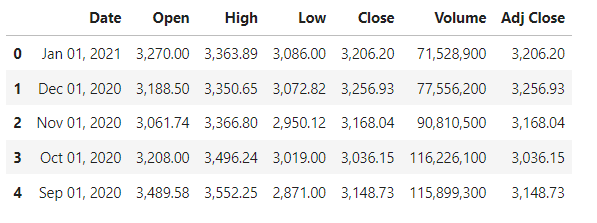 Date Open High Low Close Volume Adj Close
0 Jan 01, 2021 3,270.00 3,363.89 3,086.00 3,206.20 71,528,900 3,206.20
1 Dec 01, 2020 3,188.50 3,350.65 3,072.82 3,256.93 77,556,200 3,256.93
2 Nov 01, 2020 3,061.74 3,366.80 2,950.12 3,168.04 90,810,500 3,168.04
3 Oct 01, 2020 3,208.00 3,496.24 3,019.00 3,036.15 116,226,100 3,036.15
4 Sep 01, 2020 3,489.58 3,552.25 2,871.00 3,148.73 115,899,300 3,148.73